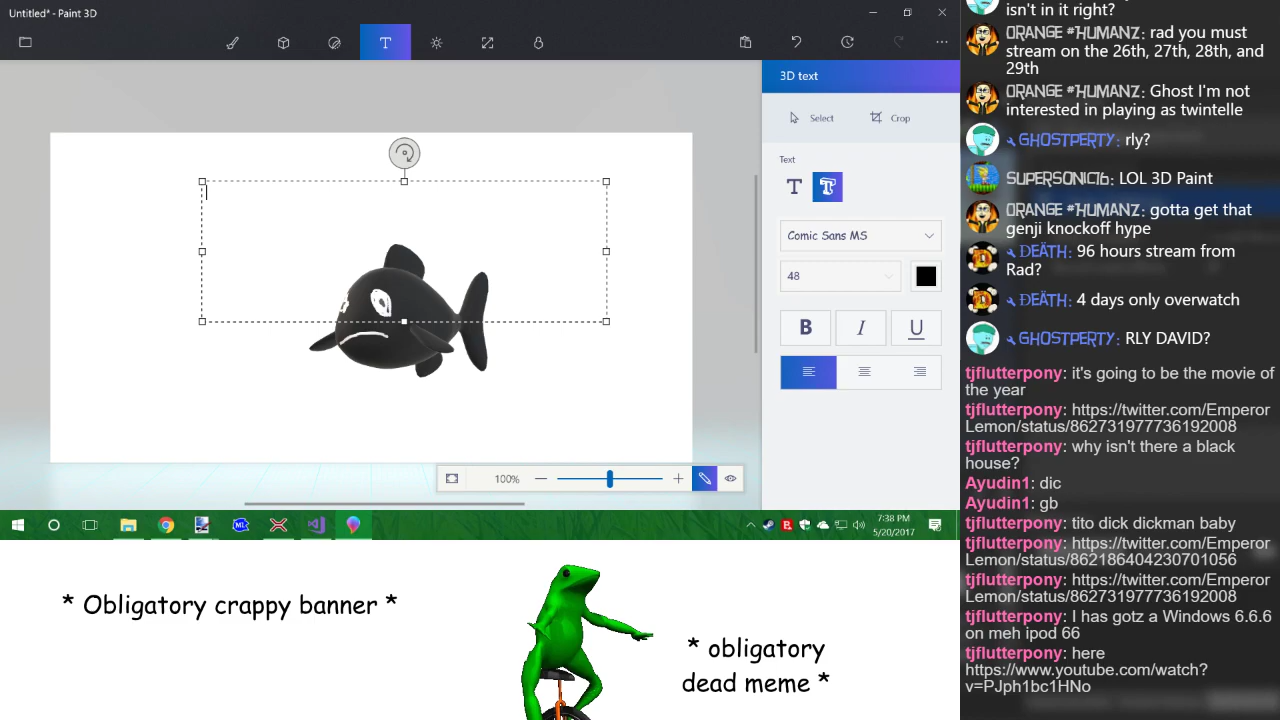 Untitled* - Paint 3D
T
3D text
Select
Crop
Text
T T
Comic Sans MS
48
B I U
100%
7:38 PM
5/20/2017
* Obligatory crappy banner *
* obligatory
dead meme *
isn't in it right?
ORANGE #HUMANZ: rad you must
stream on the 26th, 27th, 28th, and
29th
ORANGE #HUMANZ: Ghost I'm not
interested in playing as twintelle
GHOSTPERTY: rly?
SUPERSONIC16: LOL 3D Paint
ORANGE #HUMANZ: gotta get that
genji knockoff hype
DEÄTH: 96 hours stream from
Rad?
DEÄTH: 4 days only overwatch
GHOSTPERTY: RLY DAVID?
tjflutterpony: it's going to be the movie of
the year
tjflutterpony: https://twitter.com/Emperor
Lemon/status/862731977736192008
tjflutterpony: why isn't there a black
house?
Ayudin1: dic
Ayudin1: gb
tjflutterpony: tito dick dickman baby
tjflutterpony: https://twitter.com/Emperor
Lemon/status/862186404230701056
tjflutterpony: https://twitter.com/Emperor
Lemon/status/862731977736192008
tjflutterpony: I has gotz a Windows 6.6.6
on meh ipod 66
tjflutterpony: here
https://www.youtube.com/watch?
v=PJph1bc1HNo